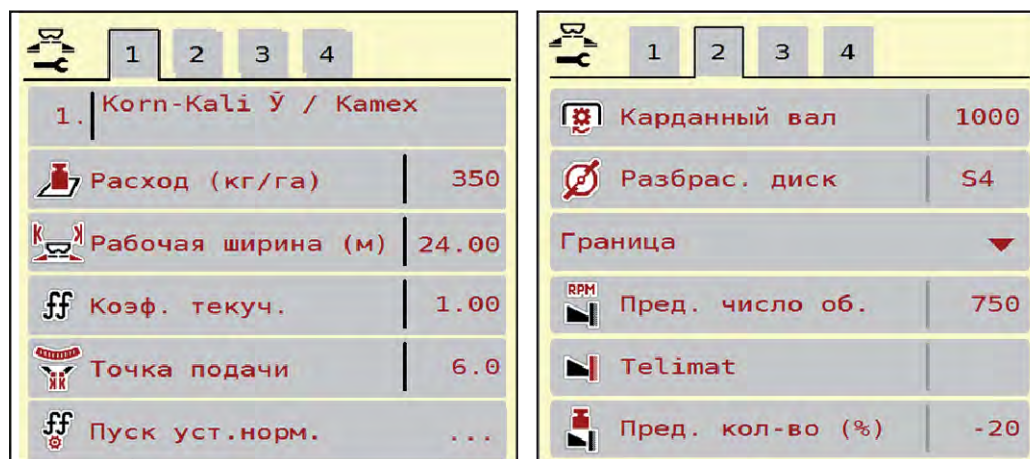 1 2 3 4
1. Korn-Kali Ў / Kamex
Расход (кг/га) 350
Рабочая ширина (м) 24.00
Коэф. текуч. 1.00
Точка подачи 6.0
Пуск уст.норм. ...
1 2 3 4
Карданный вал 1000
Разбрас. диск S4
Граница
RPM
Пред. число об. 750
Telimat
Пред. кол-во (%) -20